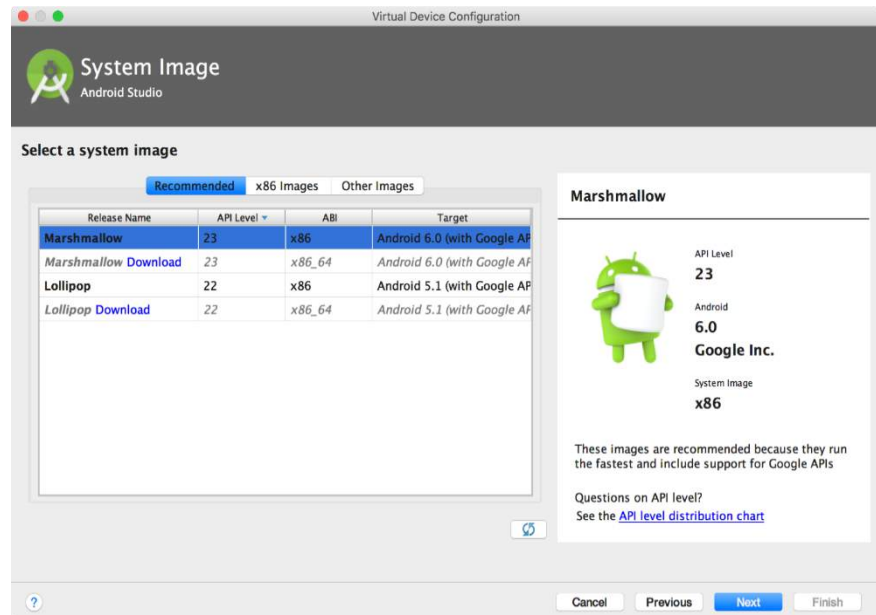 Virtual Device Configuration
System Image
Android Studio
Select a system image
Recommended x86 Images Other Images
Release Name API Level ABI Target
Marshmallow 23 x86 Android 6.0 (with Google AP
Marshmallow Download 23 x86_64 Android 6.0 (with Google AP
Lollipop 22 x86 Android 5.1 (with Google AP
Lollipop Download 22 x86_64 Android 5.1 (with Google AP
Marshmallow
API Level
23
Android
6.0
Google Inc.
System Image
x86
These images are recommended because they run
the fastest and include support for Google APIs
Questions on API level?
See the API level distribution chart
? Cancel Previous Next Finish